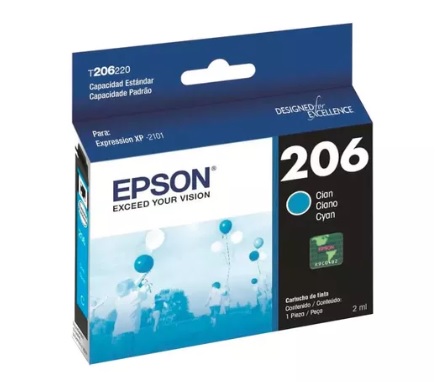 T206220
Capacidad Estándar
Capacidade Padrão
Para:
Expression XP -2101
DESIGNED for
EXCELLENCE
EPSON®
EXCEED YOUR VISION
206
Cian
Ciano
Cyan
EPSON
Cartucho de tinta
Contenido / Conteúdo:
1 Pieza / Peça
2 ml